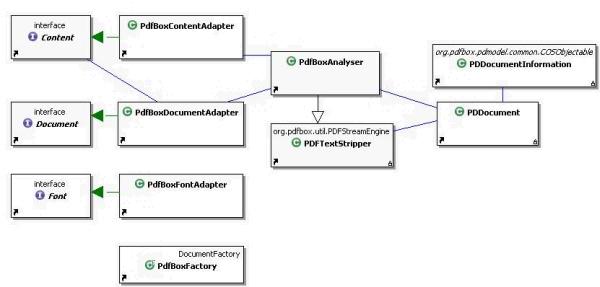 interface
Content
PdfBoxContentAdapter
PdfBoxAnalyser
org.pdfbox.pdmodel.common.COSObjectable
PDDocumentInformation
interface
Document
PdfBoxDocumentAdapter
org.pdfbox.util.PDFStreamEngine
PDFTextStripper
PDDocument
interface
Font
PdfBoxFontAdapter
DocumentFactory
PdfBoxFactory